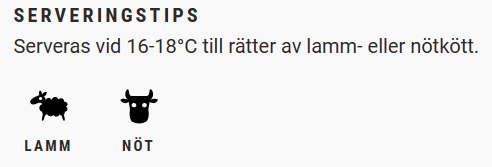 SERVERINGSTIPS
Serveras vid 16-18°C till rätter av lamm- eller nötkött.
LAMM NÖT